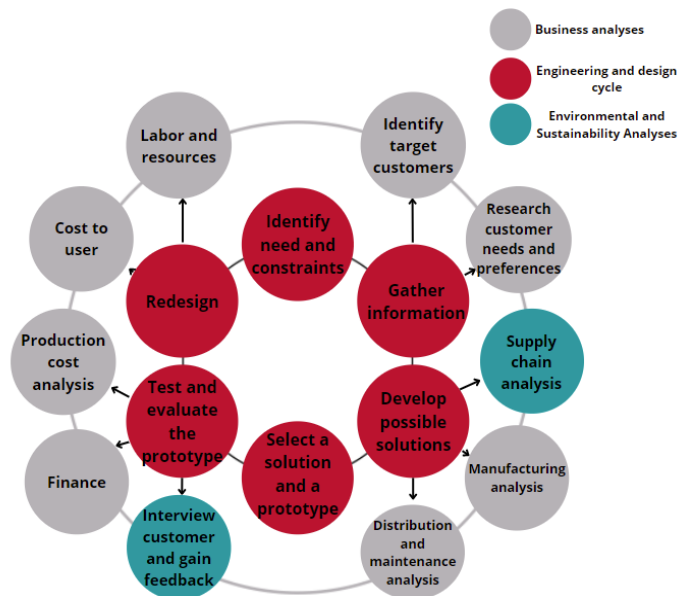 Business analyses
Engineering and design
cycle
Environmental and
Sustainability Analyses
Labor and
resources
Identify
target
customers
Cost to
user
Identify
need and
constraints
Research
customer
needs and
preferences
Redesign
Gather
information
Production
cost
analysis
Supply
chain
analysis
Test and
evaluate
the
prototype
Develop
possible
solutions
Select a
solution
and a
prototype
Finance
Manufacturing
analysis
Interview
customer
and gain
feedback
Distribution
and
maintenance
analysis